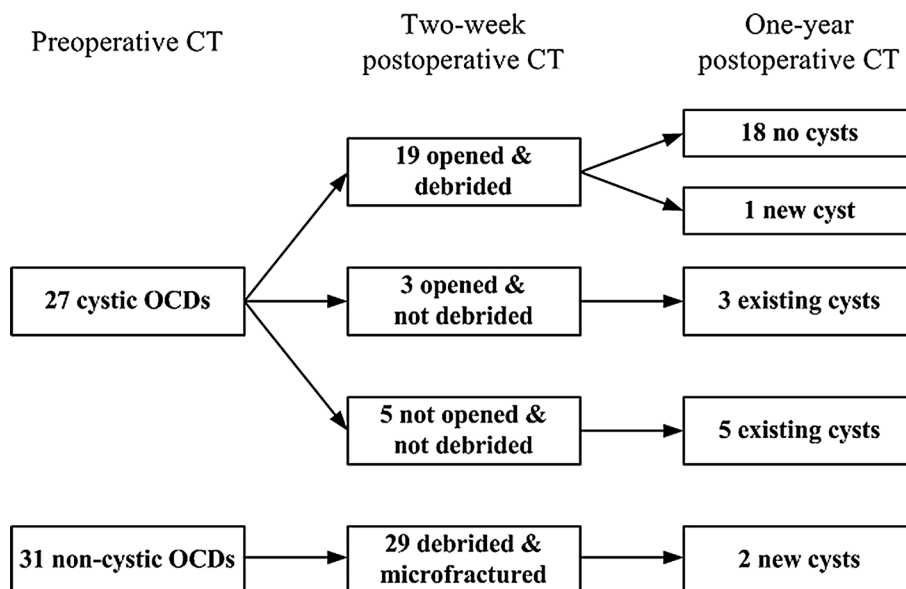 Preoperative CT
Two-week
postoperative CT
One-year
postoperative CT
27 cystic OCDs
19 opened &
debrided
18 no cysts
1 new cyst
3 opened &
not debrided
3 existing cysts
5 not opened &
not debrided
5 existing cysts
31 non-cystic OCDs
29 debrided &
microfractured
2 new cysts